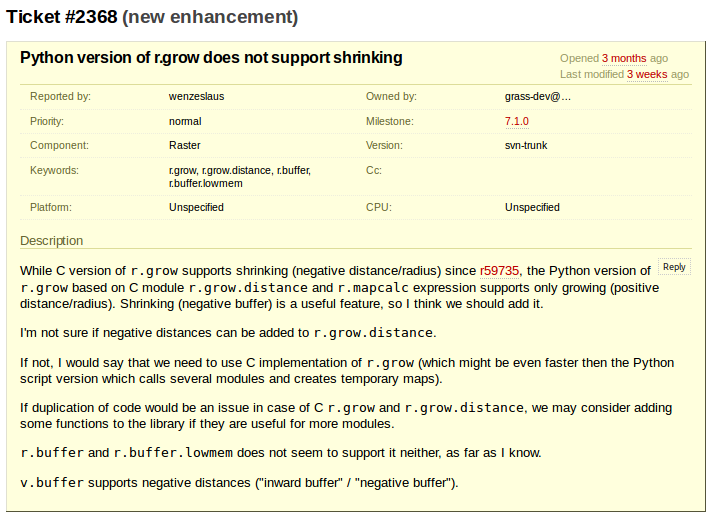 Ticket #2368 (new enhancement)
Python version of r.grow does not support shrinking
Opened 3 months ago
Last modified 3 weeks ago
Reported by: wenzeslaus Owned by: grass-dev@…
Priority: normal Milestone: 7.1.0
Component: Raster Version: svn-trunk
Keywords: r.grow, r.grow.distance, r.buffer, Cc:
r.buffer.lowmem
Platform: Unspecified CPU: Unspecified
Description
Reply
While C version of r.grow supports shrinking (negative distance/radius) since r59735, the Python version of
r.grow based on C module r.grow.distance and r.mapcalc expression supports only growing (positive
distance/radius). Shrinking (negative buffer) is a useful feature, so I think we should add it.
I'm not sure if negative distances can be added to r.grow.distance.
If not, I would say that we need to use C implementation of r.grow (which might be even faster then the Python
script version which calls several modules and creates temporary maps).
If duplication of code would be an issue in case of C r.grow and r.grow.distance, we may consider adding
some functions to the library if they are useful for more modules.
r.buffer and r.buffer.lowmem does not seem to support it neither, as far as I know.
v.buffer supports negative distances ("inward buffer" / "negative buffer").